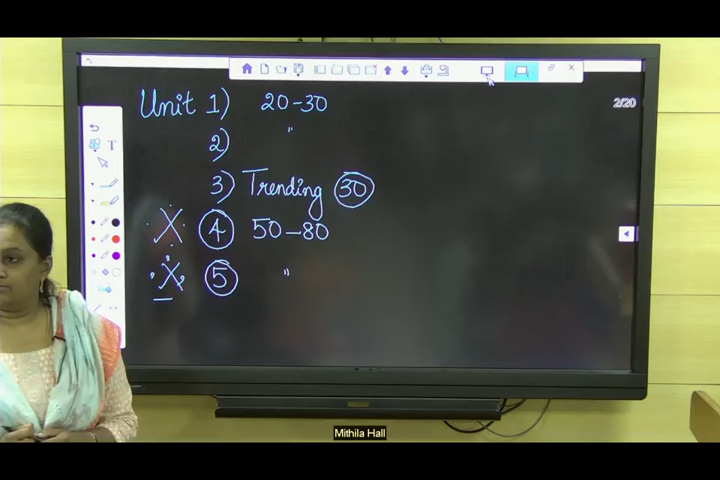 2/20
Unit 1) 20-30
2) "
3) Trending 30
X 4 50-80
X 5 "
T
Mithila Hall